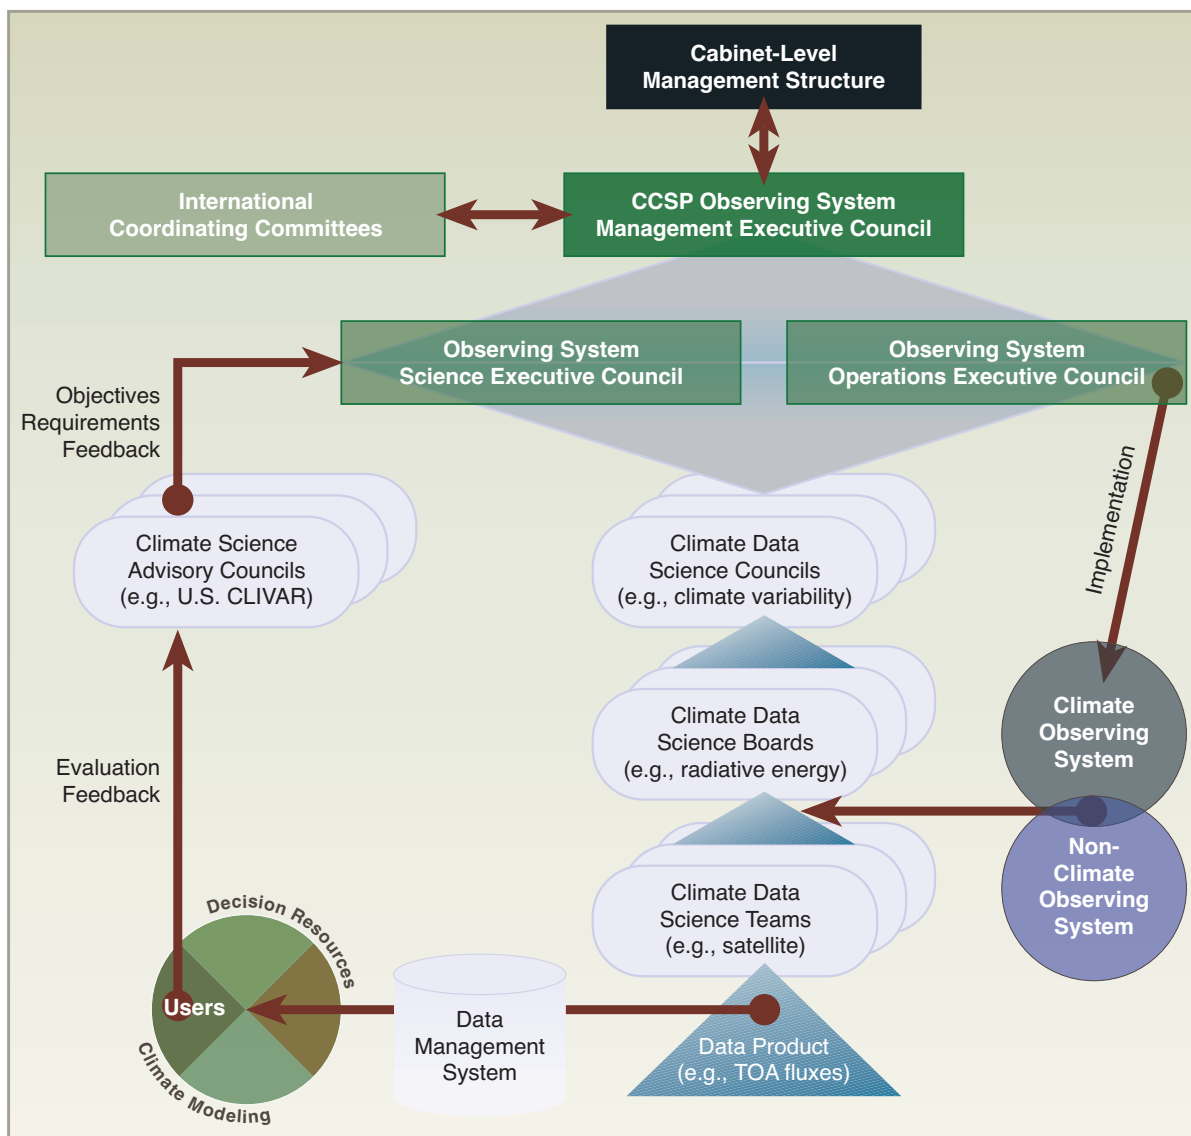 Cabinet-Level
Management Structure
International
Coordinating Committees
CCSP Observing System
Management Executive Council
Observing System
Science Executive Council
Observing System
Operations Executive Council
Objectives
Requirements
Feedback
Implementation
Climate Science
Advisory Councils
(e.g., U.S. CLIVAR)
Climate Data
Science Councils
(e.g., climate variability)
Climate Data
Science Boards
(e.g., radiative energy)
Climate
Observing
System
Evaluation
Feedback
Non-
Climate
Observing
System
Climate Data
Science Teams
(e.g., satellite)
Decision Resources
Users
Climate Modeling
Data
Management
System
Data Product
(e.g., TOA fluxes)